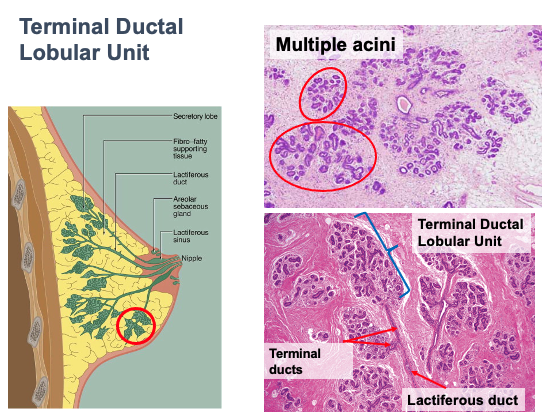 Terminal Ductal
Lobular Unit
Secretory lobe
Fibro–fatty
supporting
tissue
Lactiferous
duct
Areolar
sebaceous
gland
Lactiferous
sinus
Nipple
Multiple acini
Terminal Ductal
Lobular Unit
Terminal
ducts
Lactiferous duct